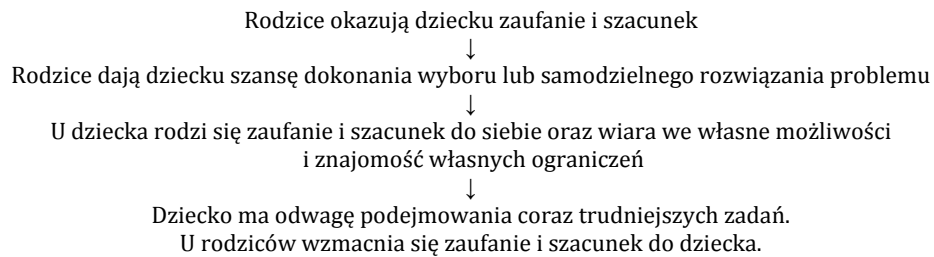 Rodzice okazują dziecku zaufanie i szacunek
↓
Rodzice dają dziecku szansę dokonania wyboru lub samodzielnego rozwiązania problemu
↓
U dziecka rodzi się zaufanie i szacunek do siebie oraz wiara we własne możliwości
i znajomość własnych ograniczeń
↓
Dziecko ma odwagę podejmowania coraz trudniejszych zadań.
U rodziców wzmacnia się zaufanie i szacunek do dziecka.